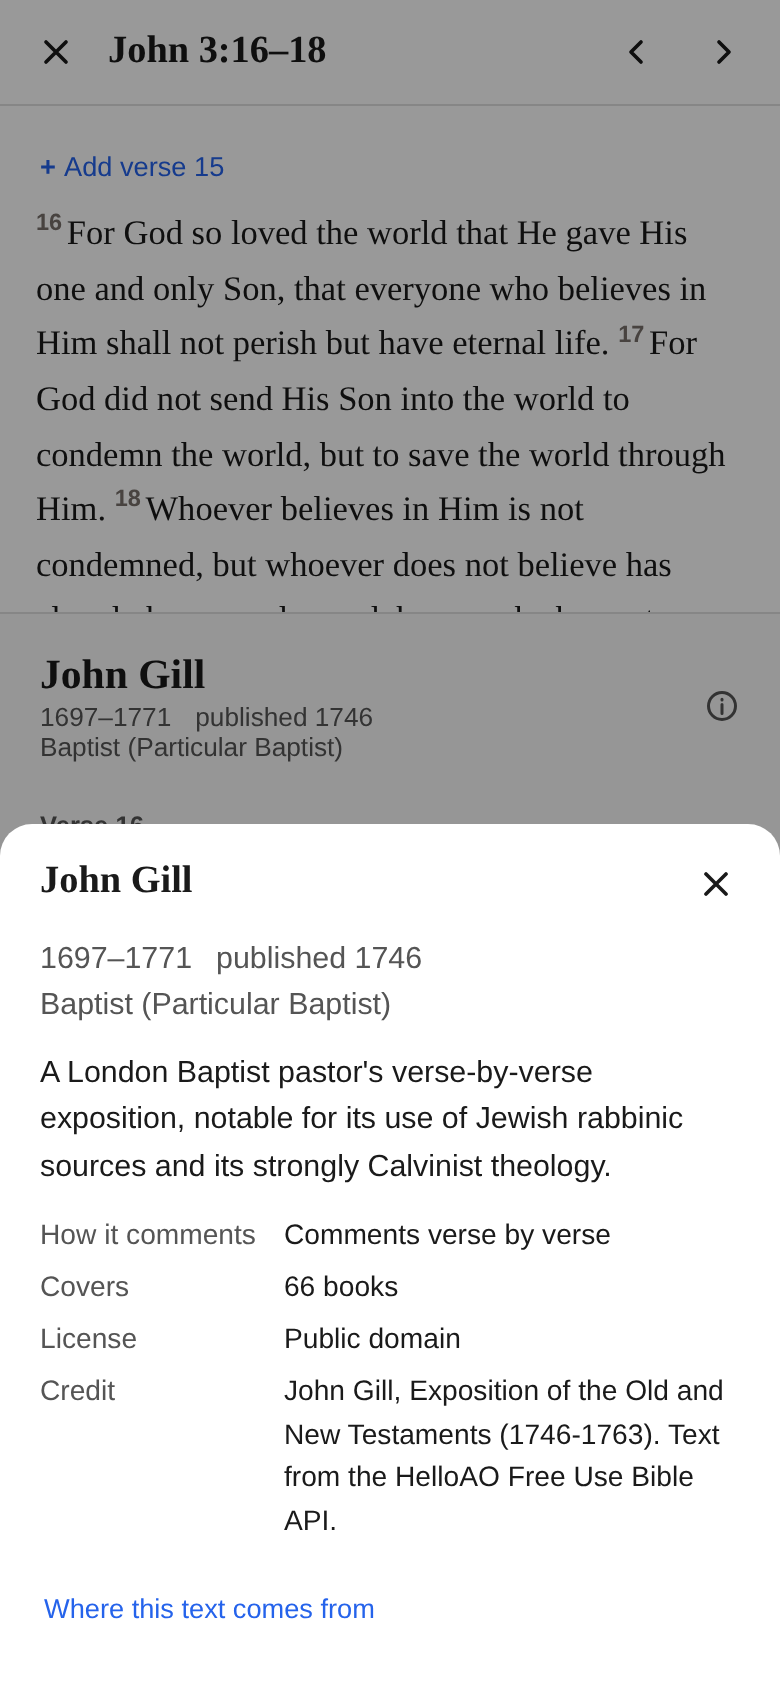 John 3:16–18
+ Add verse 15
16 For God so loved the world that He gave His
one and only Son, that everyone who believes in
Him shall not perish but have eternal life. 17 For
God did not send His Son into the world to
condemn the world, but to save the world through
Him. 18 Whoever believes in Him is not
condemned, but whoever does not believe has
John Gill
1697–1771 published 1746
Baptist (Particular Baptist)
Verse 16
John Gill
1697–1771 published 1746
Baptist (Particular Baptist)
A London Baptist pastor's verse-by-verse
exposition, notable for its use of Jewish rabbinic
sources and its strongly Calvinist theology.
How it comments Comments verse by verse
Covers 66 books
License Public domain
Credit John Gill, Exposition of the Old and
New Testaments (1746-1763). Text
from the HelloAO Free Use Bible
API.
Where this text comes from